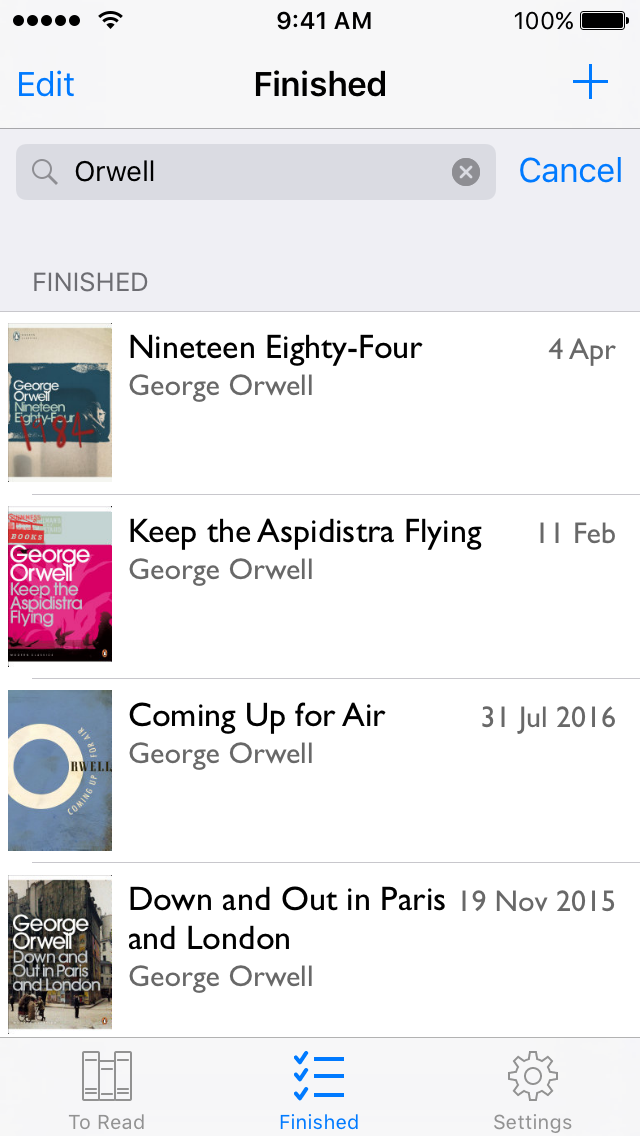 9:41 AM
100%
Edit
Finished
Orwell
Cancel
FINISHED
George
Orwell
Nineteen
Eighty-Four
1984
Nineteen Eighty-Four
4 Apr
George Orwell
BOOKS
George
Orwell
Keep the
Aspidistra
Flying
Keep the Aspidistra Flying
11 Feb
George Orwell
ORWELL
COMING UP FOR AIR
Coming Up for Air
31 Jul 2016
George Orwell
George
Orwell
Down and
Out in Paris
and London
Down and Out in Paris
19 Nov 2015
and London
George Orwell
To Read
Finished
Settings